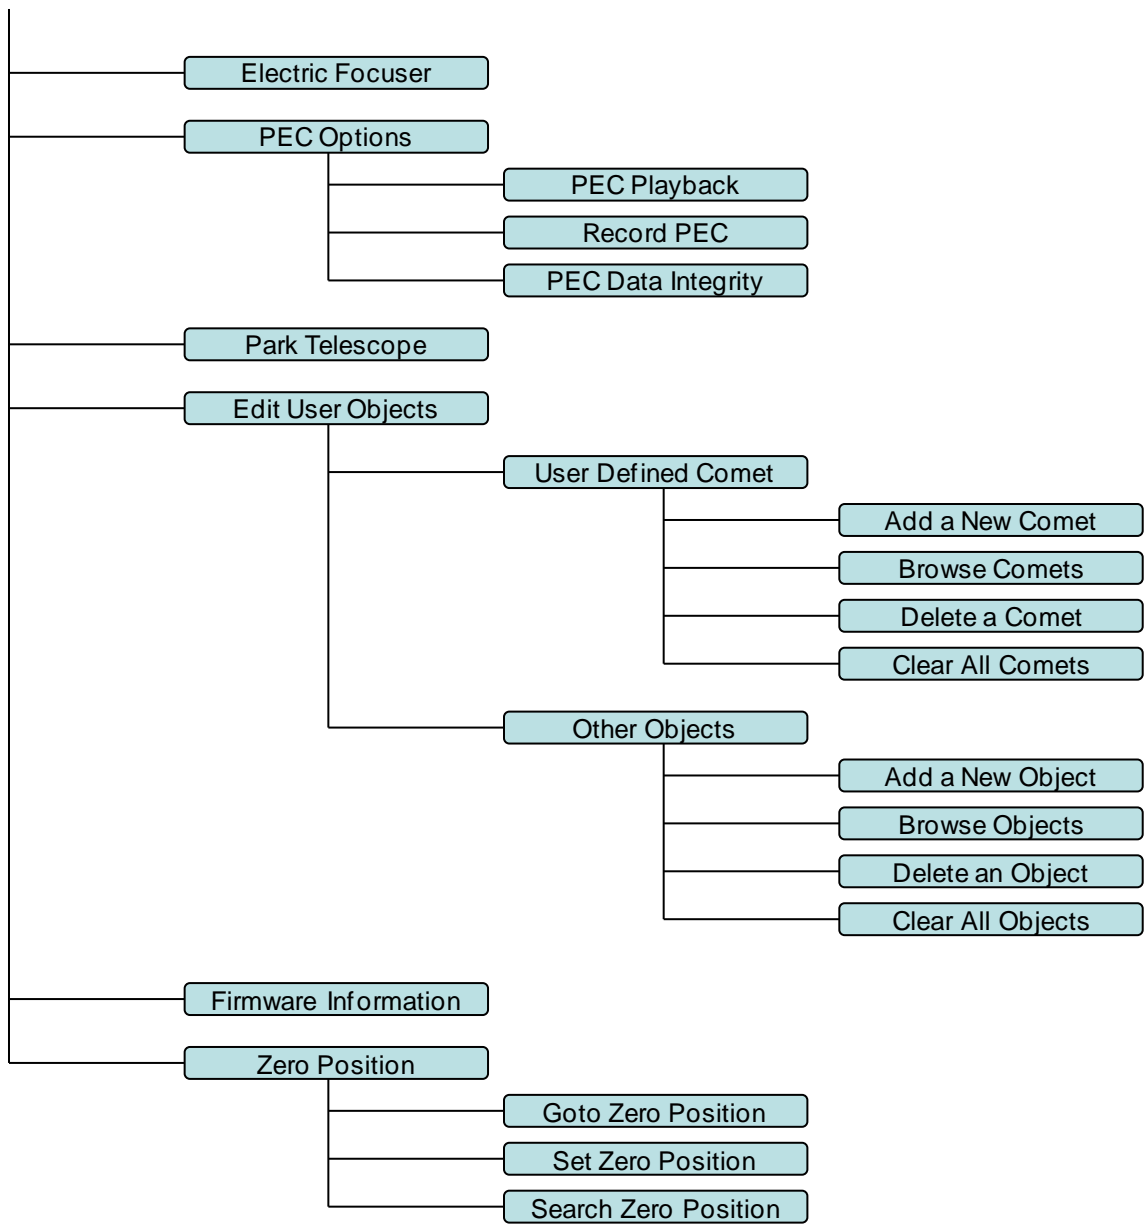 Electric Focuser
PEC Options
PEC Playback
Record PEC
PEC Data Integrity
Park Telescope
Edit User Objects
User Defined Comet
Add a New Comet
Browse Comets
Delete a Comet
Clear All Comets
Other Objects
Add a New Object
Browse Objects
Delete an Object
Clear All Objects
Firmware Information
Zero Position
Goto Zero Position
Set Zero Position
Search Zero Position